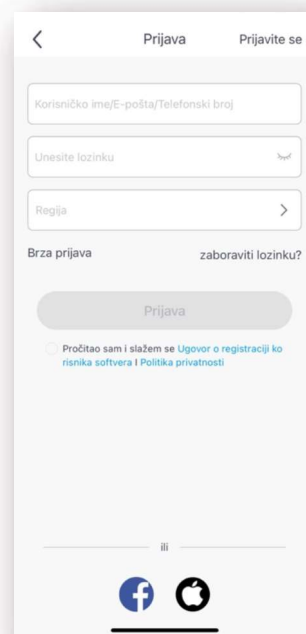 Prijava
Prijavite se
Korisničko ime/E-pošta/Telefonski broj
Unesite lozinku
Regija
Brza prijava
zaboraviti lozinku?
Prijava
Pročitao sam i slažem se Ugovor o registraciji ko
risnika softvera I Politika privatnosti
ili